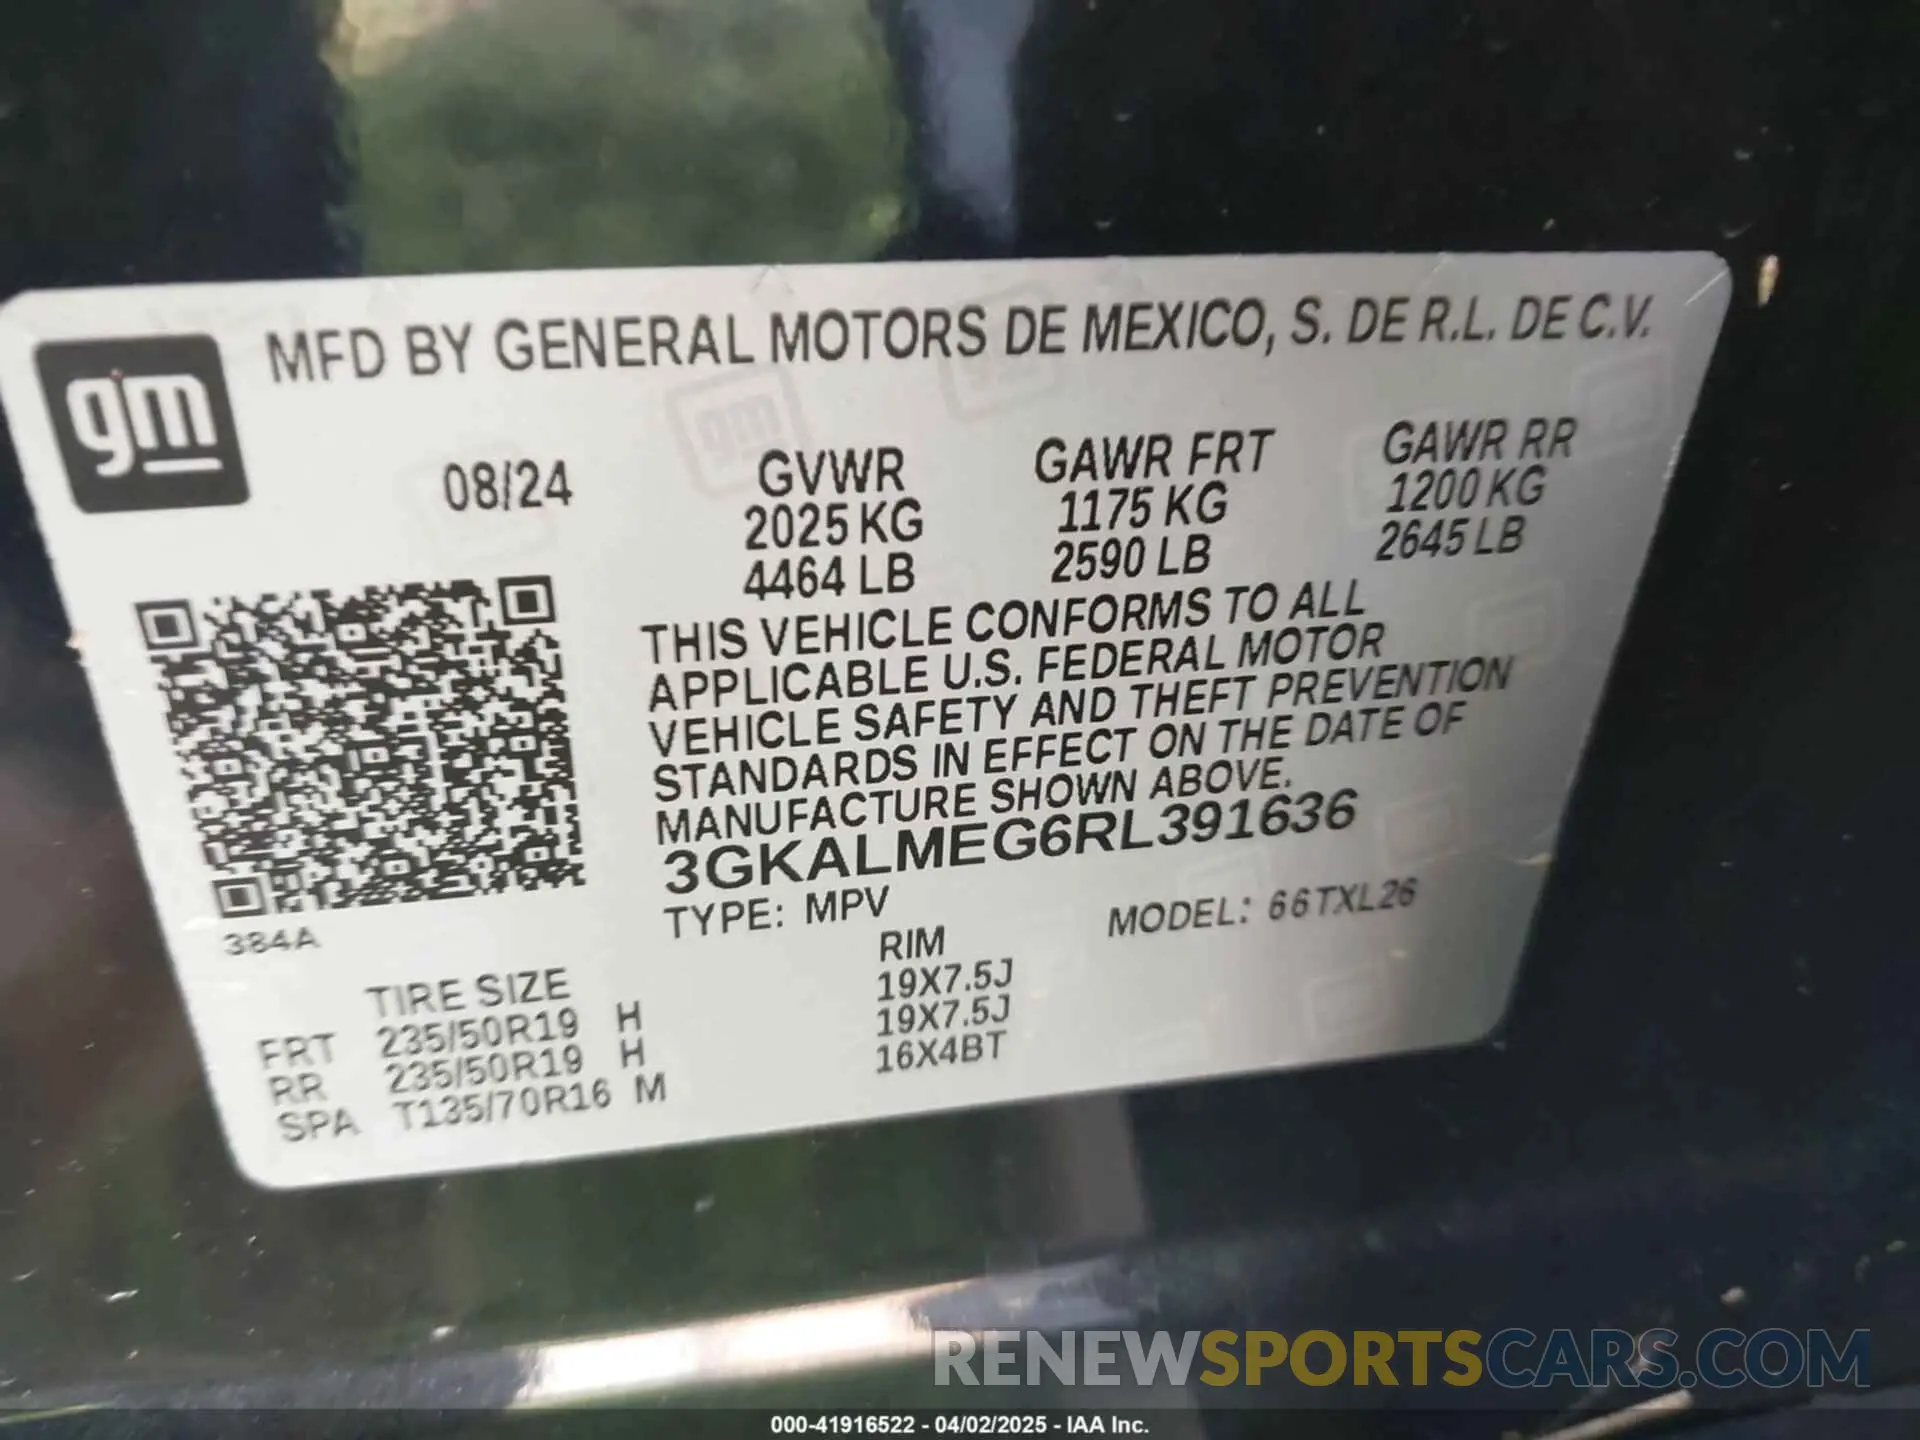 gm
MFD BY GENERAL MOTORS DE MEXICO, S. DE R.L. DE C.V.
08/24
GVWR GAWR FRT GAWR RR
2025 KG 1175 KG 1200 KG
4464 LB 2590 LB 2645 LB
THIS VEHICLE CONFORMS TO ALL
APPLICABLE U.S. FEDERAL MOTOR
VEHICLE SAFETY AND THEFT PREVENTION
STANDARDS IN EFFECT ON THE DATE OF
MANUFACTURE SHOWN ABOVE.
3GKALMEG6RL391636
TYPE: MPV MODEL: 66TXL26
384A
TIRE SIZE RIM
FRT 235/50R19 H 19X7.5J
RR 235/50R19 H 19X7.5J
SPA T135/70R16 M 16X4BT
RENEWSPORTSCARS.COM
000-41916522 - 04/02/2025 - IAA Inc.